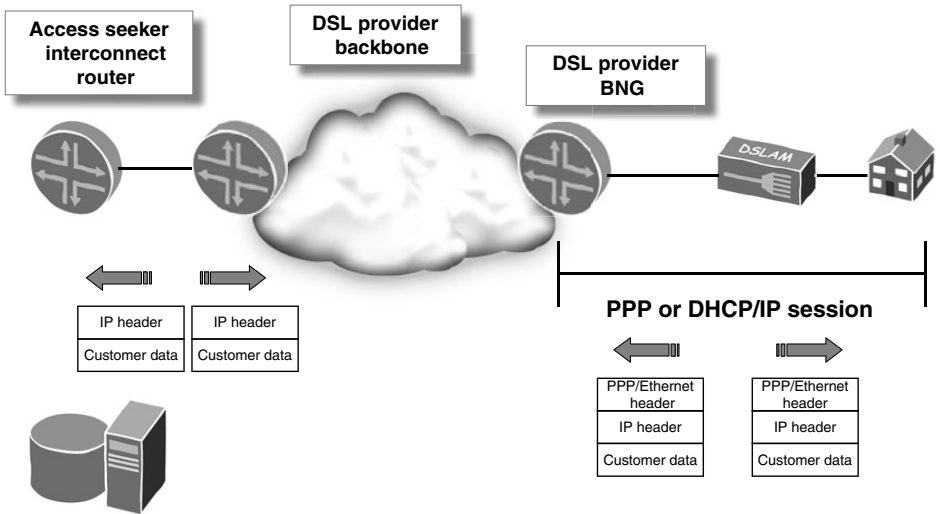 Access seeker
interconnect
router
DSL provider
backbone
DSL provider
BNG
DSLAM
PPP or DHCP/IP session
IP header
Customer data
IP header
Customer data
PPP/Ethernet
header
IP header
Customer data
PPP/Ethernet
header
IP header
Customer data